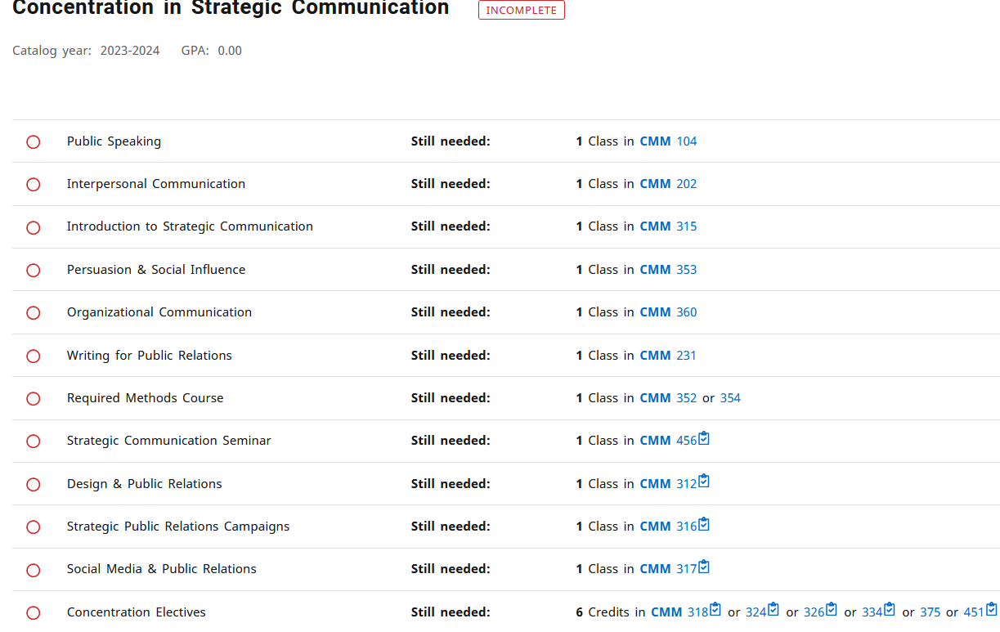 Concentration in Strategic Communication INCOMPLETE
Catalog year: 2023-2024 GPA: 0.00
Public Speaking Still needed: 1 Class in CMM 104
Interpersonal Communication Still needed: 1 Class in CMM 202
Introduction to Strategic Communication Still needed: 1 Class in CMM 315
Persuasion & Social Influence Still needed: 1 Class in CMM 353
Organizational Communication Still needed: 1 Class in CMM 360
Writing for Public Relations Still needed: 1 Class in CMM 231
Required Methods Course Still needed: 1 Class in CMM 352 or 354
Strategic Communication Seminar Still needed: 1 Class in CMM 456
Design & Public Relations Still needed: 1 Class in CMM 312
Strategic Public Relations Campaigns Still needed: 1 Class in CMM 316
Social Media & Public Relations Still needed: 1 Class in CMM 317
Concentration Electives Still needed: 6 Credits in CMM 318 or 324 or 326 or 334 or 375 or 451